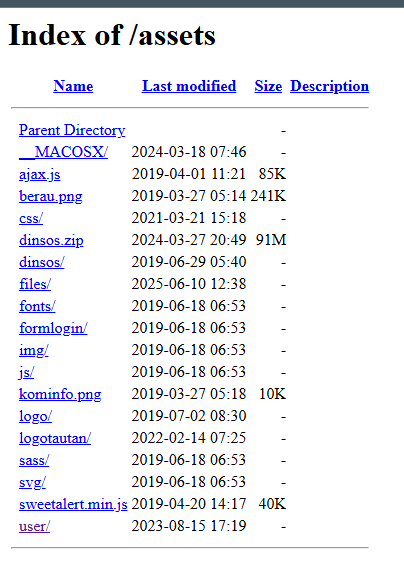 Index of /assets
Name Last modified Size Description
Parent Directory -
__MACOSX/ 2024-03-18 07:46 -
ajax.js 2019-04-01 11:21 85K
berau.png 2019-03-27 05:14 241K
css/ 2021-03-21 15:18 -
dinsos.zip 2024-03-27 20:49 91M
dinsos/ 2019-06-29 05:40 -
files/ 2025-06-10 12:38 -
fonts/ 2019-06-18 06:53 -
formlogin/ 2019-06-18 06:53 -
img/ 2019-06-18 06:53 -
js/ 2019-06-18 06:53 -
kominfo.png 2019-03-27 05:18 10K
logo/ 2019-07-02 08:30 -
logotautan/ 2022-02-14 07:25 -
sass/ 2019-06-18 06:53 -
svg/ 2019-06-18 06:53 -
sweetalert.min.js 2019-04-20 14:17 40K
user/ 2023-08-15 17:19 -